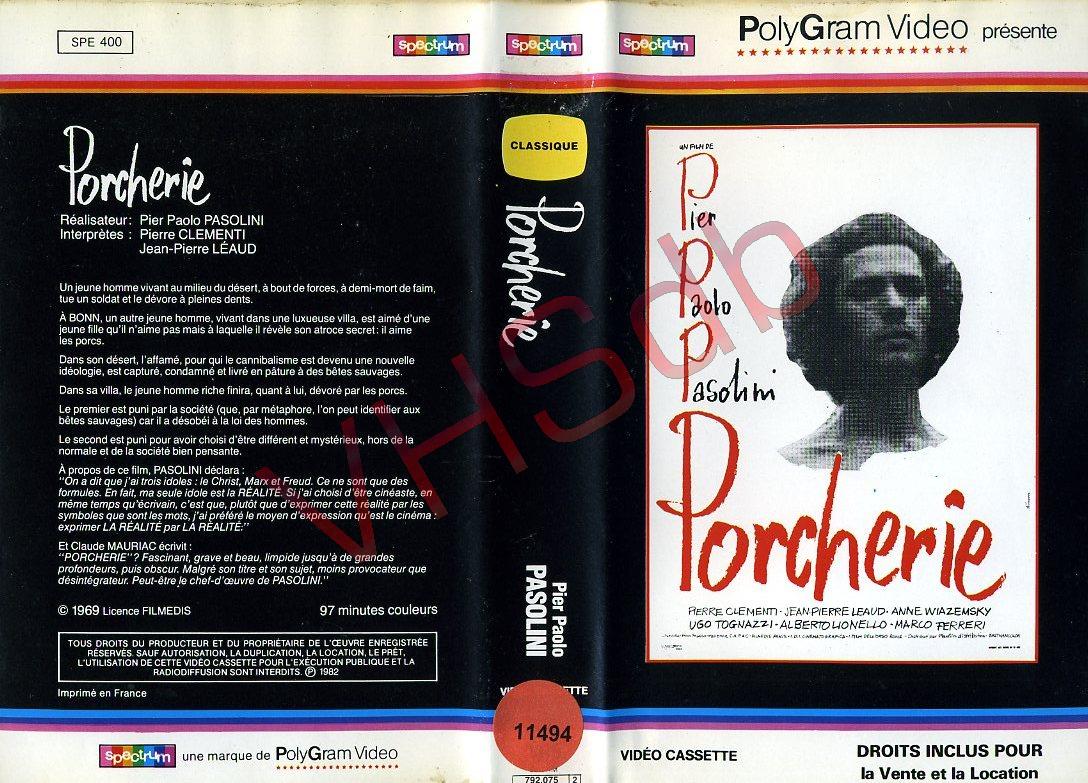 SPE 400
spectrum
spectrum
spectrum
PolyGram Video présente
Porcherie
Réalisateur: Pier Paolo PASOLINI
Interprètes : Pierre CLEMENTI
Jean-Pierre LÉAUD
Un jeune homme vivant au milieu du désert, à bout de forces, à demi-mort de faim,
tue un soldat et le dévore à pleines dents.
À BONN, un autre jeune homme, vivant dans une luxueuse villa, est aimé d'une
jeune fille qu'il n'aime pas mais à laquelle il révèle son atroce secret : il aime
les porcs.
Dans son désert, l'affamé, pour qui le cannibalisme est devenu une nouvelle
idéologie, est capturé, condamné et livré en pâture à des bêtes sauvages.
Dans sa villa, le jeune homme riche finira, quant à lui, dévoré par les porcs.
Le premier est puni par la société (que, par métaphore, l'on peut identifier aux
bêtes sauvages) car il a désobéi à la loi des hommes.
Le second est puni pour avoir choisi d'être différent et mystérieux, hors de la
normale et de la société bien pensante.
À propos de ce film, PASOLINI déclara :
"On a dit que j'ai trois idoles : le Christ, Marx et Freud. Ce ne sont que des
formules. En fait, ma seule idole est la RÉALITÉ. Si j'ai choisi d'être cinéaste, en
même temps qu'écrivain, c'est que, plutôt que d'exprimer cette réalité par les
symboles que sont les mots, j'ai préféré le moyen d'expression qu'est le cinéma :
exprimer LA RÉALITÉ par LA RÉALITÉ."
Et Claude MAURIAC écrivit :
"PORCHERIE"? Fascinant, grave et beau, limpide jusqu'à de grandes
profondeurs, puis obscur. Malgré son titre et son sujet, moins provocateur que
désintégrateur. Peut-être le chef-d'œuvre de PASOLINI."
© 1969 Licence FILMEDIS 97 minutes couleurs
TOUS DROITS DU PRODUCTEUR ET DU PROPRIÉTAIRE DE L'ŒUVRE ENREGISTRÉE
RÉSERVÉS. SAUF AUTORISATION, LA DUPLICATION, LA LOCATION, LE PRÊT,
L'UTILISATION DE CETTE VIDÉO CASSETTE POUR L'EXÉCUTION PUBLIQUE ET LA
RADIODIFFUSION SONT INTERDITS. Ⓟ 1982
Imprimé en France
spectrum une marque de PolyGram Video
CLASSIQUE
Porcherie
Pier Paolo
PASOLINI
11494
792.075 2
UN FILM DE
Pier
Paolo
Pasolini
Porcherie
PIERRE CLEMENTI - JEAN-PIERRE LEAUD - ANNE WIAZEMSKY
UGO TOGNAZZI - ALBERTO LIONELLO - MARCO FERRERI
VIDÉO CASSETTE
DROITS INCLUS POUR
la Vente et la Location
VHSdb